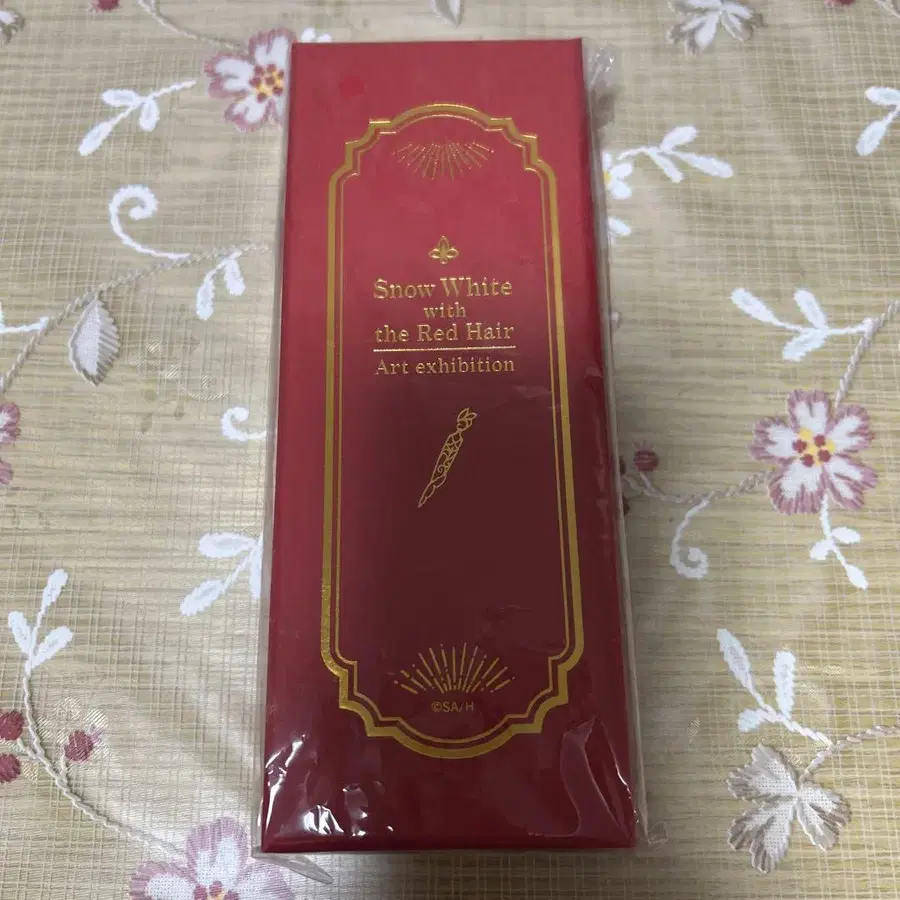 Snow White
with
the Red Hair
Art exhibition
©SA/H